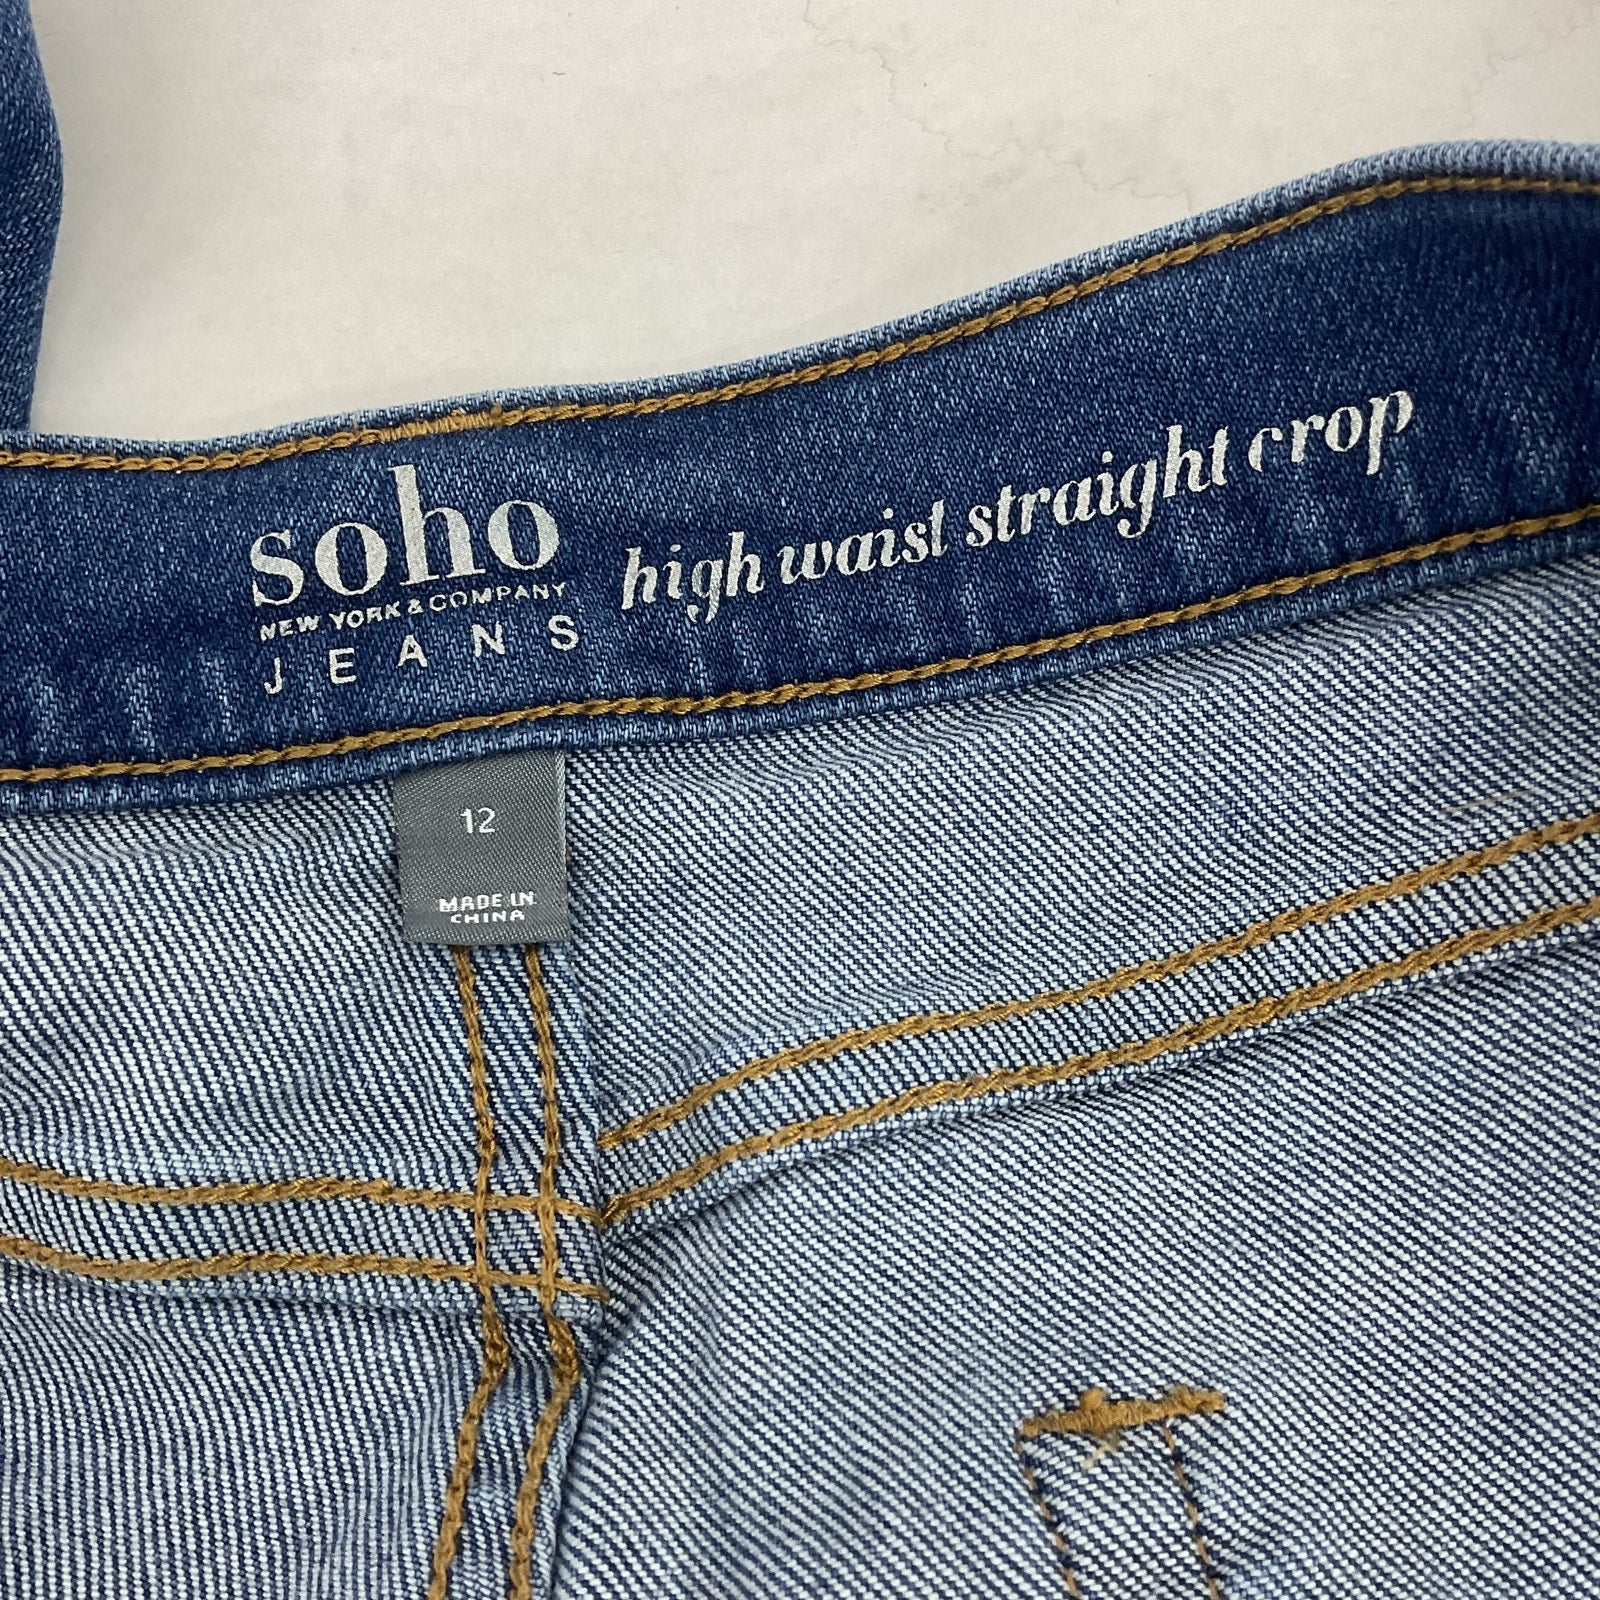 soho
NEW YORK & COMPANY
JEANS
high waist straight crop
12
MADE IN
CHINA